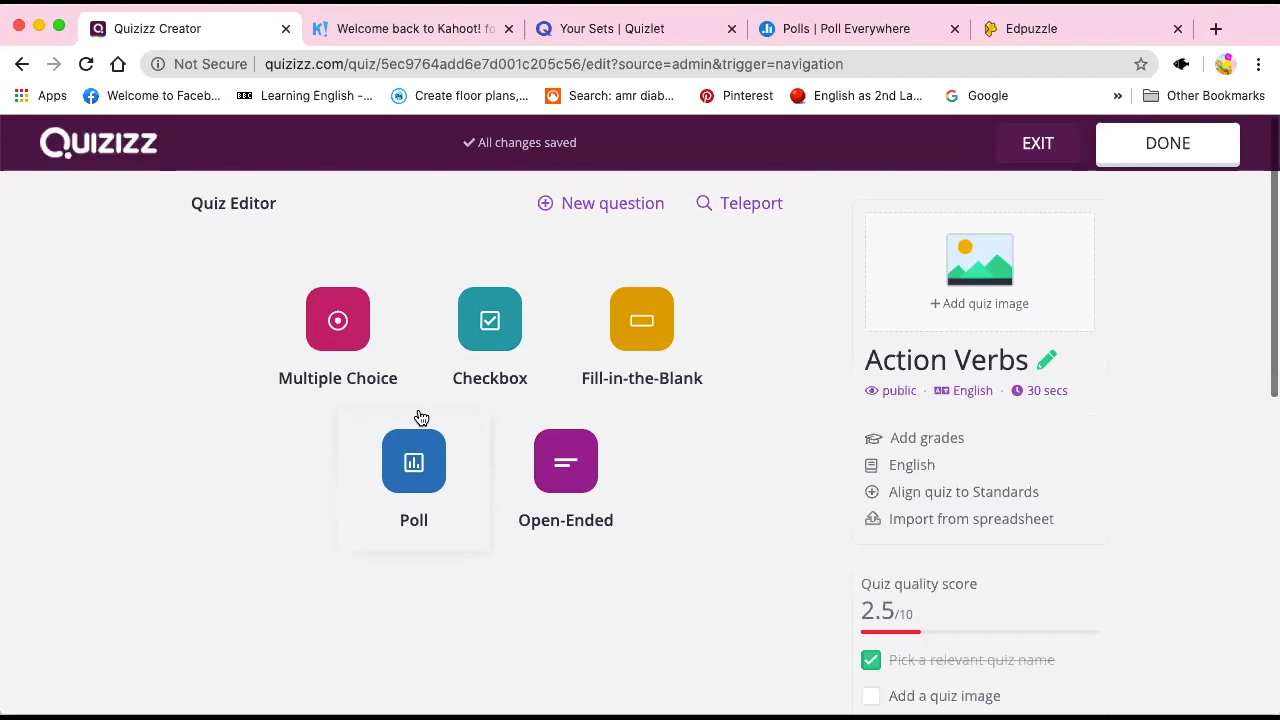 Quizizz Creator
Welcome back to Kahoot! fo
Your Sets | Quizlet
Polls | Poll Everywhere
Edpuzzle
Not Secure
quizizz.com/quiz/5ec9764add6e7d001205c56/edit?source=admin&trigger=navigation
Apps
Welcome to Faceb...
Learning English -...
Create floor plans,...
Search: amr diab...
Pinterest
English as 2nd La...
Google
»
Other Bookmarks
QUIZIZZ
All changes saved
EXIT
DONE
Quiz Editor
New question
Teleport
Multiple Choice
Checkbox
Fill-in-the-Blank
Poll
Open-Ended
+ Add quiz image
Action Verbs
public · English · 30 secs
Add grades
English
Align quiz to Standards
Import from spreadsheet
Quiz quality score
2.5/10
Pick a relevant quiz name
Add a quiz image